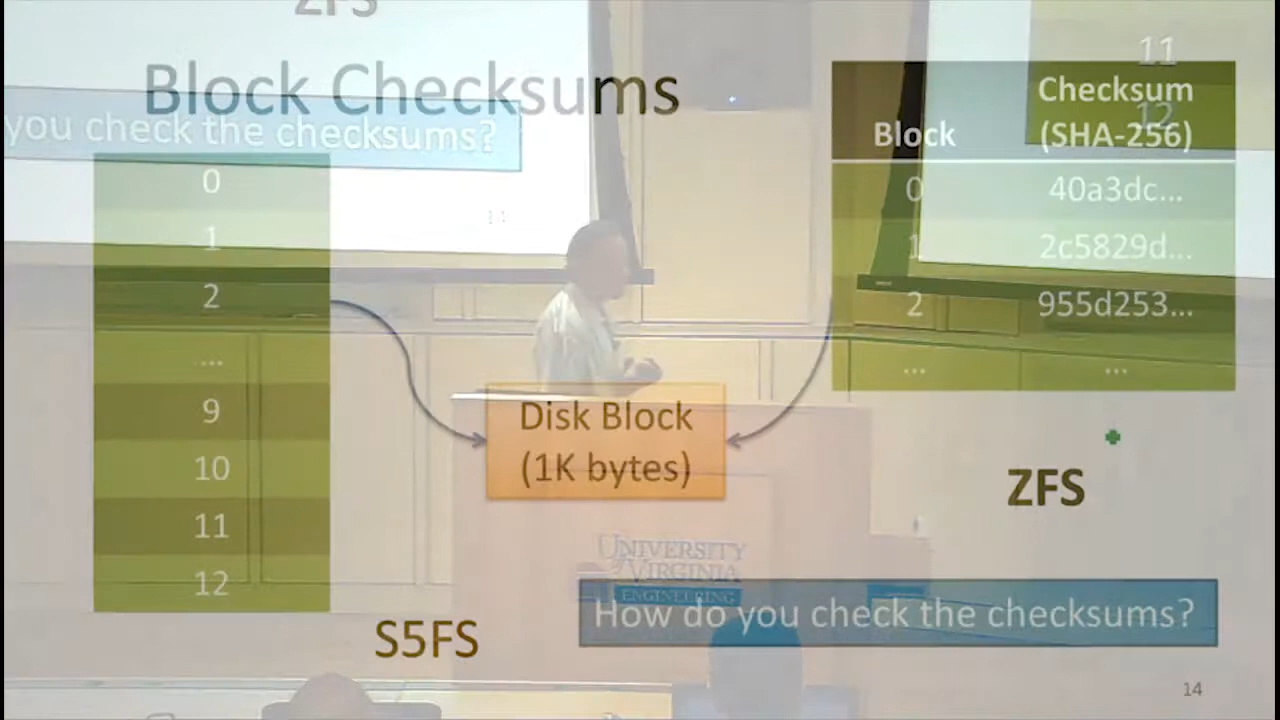 ZFS
Block Checksums
you check the checksums?
0
1
2
...
9
10
11
12
S5FS
14
Disk Block
(1K bytes)
11
12
Block
Checksum
(SHA-256)
0 40a3dc...
1 2c5829d...
2 955d253...
... ...
ZFS
UNIVERSITY
of VIRGINIA
ENGINEERING
How do you check the checksums?
14